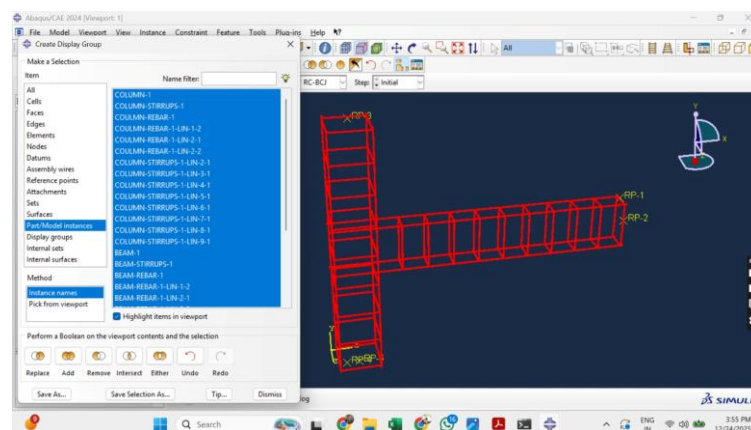 Abaqus/CAE 2024 [Viewport: 1]
File Model Viewport View Instance Constraint Feature Tools Plug-ins Help
Create Display Group
All
Make a Selection
Item
Name filter:
RC-BCJ
Step: Initial
All
Cells
Faces
Edges
Elements
Nodes
Datums
Assembly wires
Reference points
Attachments
Sets
Surfaces
Part/Model instances
Display groups
Internal sets
Internal surfaces
COLUMN-1
COLUMN-STIRRUPS-1
COULMN-REBAR-1
COULMN-REBAR-1-LIN-1-2
COULMN-REBAR-1-LIN-2-1
COULMN-REBAR-1-LIN-2-2
COLUMN-STIRRUPS-1-LIN-2-1
COLUMN-STIRRUPS-1-LIN-3-1
COLUMN-STIRRUPS-1-LIN-4-1
COLUMN-STIRRUPS-1-LIN-5-1
COLUMN-STIRRUPS-1-LIN-6-1
COLUMN-STIRRUPS-1-LIN-7-1
COLUMN-STIRRUPS-1-LIN-8-1
COLUMN-STIRRUPS-1-LIN-9-1
BEAM-1
BEAM-STIRRUPS-1
BEAM-REBAR-1
BEAM-REBAR-1-LIN-1-2
BEAM-REBAR-1-LIN-2-1
Method
Instance names
Pick from viewport
Highlight items in viewport
RP-1
RP-2
Y
X
Perform a Boolean on the viewport contents and the selection
Replace Add Remove Intersect Either Undo Redo
Save As... Save Selection As... Tip... Dismiss
SIMULI
Search
ENG
IN
3:55 PM